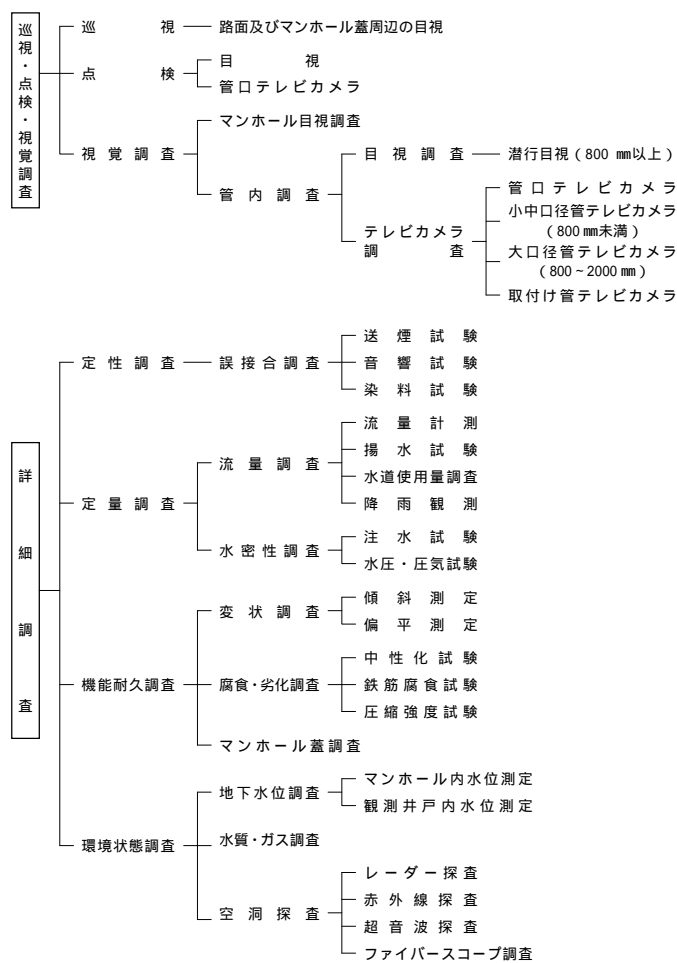 巡視・点検・視覚調査
巡視
路面及びマンホール蓋周辺の目視
点検
目視
管口テレビカメラ
視覚調査
マンホール目視調査
管内調査
目視調査
潜行目視(800 ㎜以上)
テレビカメラ
調査
管口テレビカメラ
小中口径管テレビカメラ
(800㎜未満)
大口径管テレビカメラ
(800~2000㎜)
取付け管テレビカメラ
詳細調査
定性調査
誤接合調査
送煙試験
音響試験
染料試験
定量調査
流量調査
流量計測
揚水試験
水道使用量調査
降雨観測
水密性調査
注水試験
水圧・圧気試験
機能耐久調査
変状調査
傾斜測定
偏平測定
腐食・劣化調査
中性化試験
鉄筋腐食試験
圧縮強度試験
マンホール蓋調査
環境状態調査
地下水位調査
マンホール内水位測定
観測井戸内水位測定
水質・ガス調査
空洞探査
レーダー探査
赤外線探査
超音波探査
ファイバースコープ調査